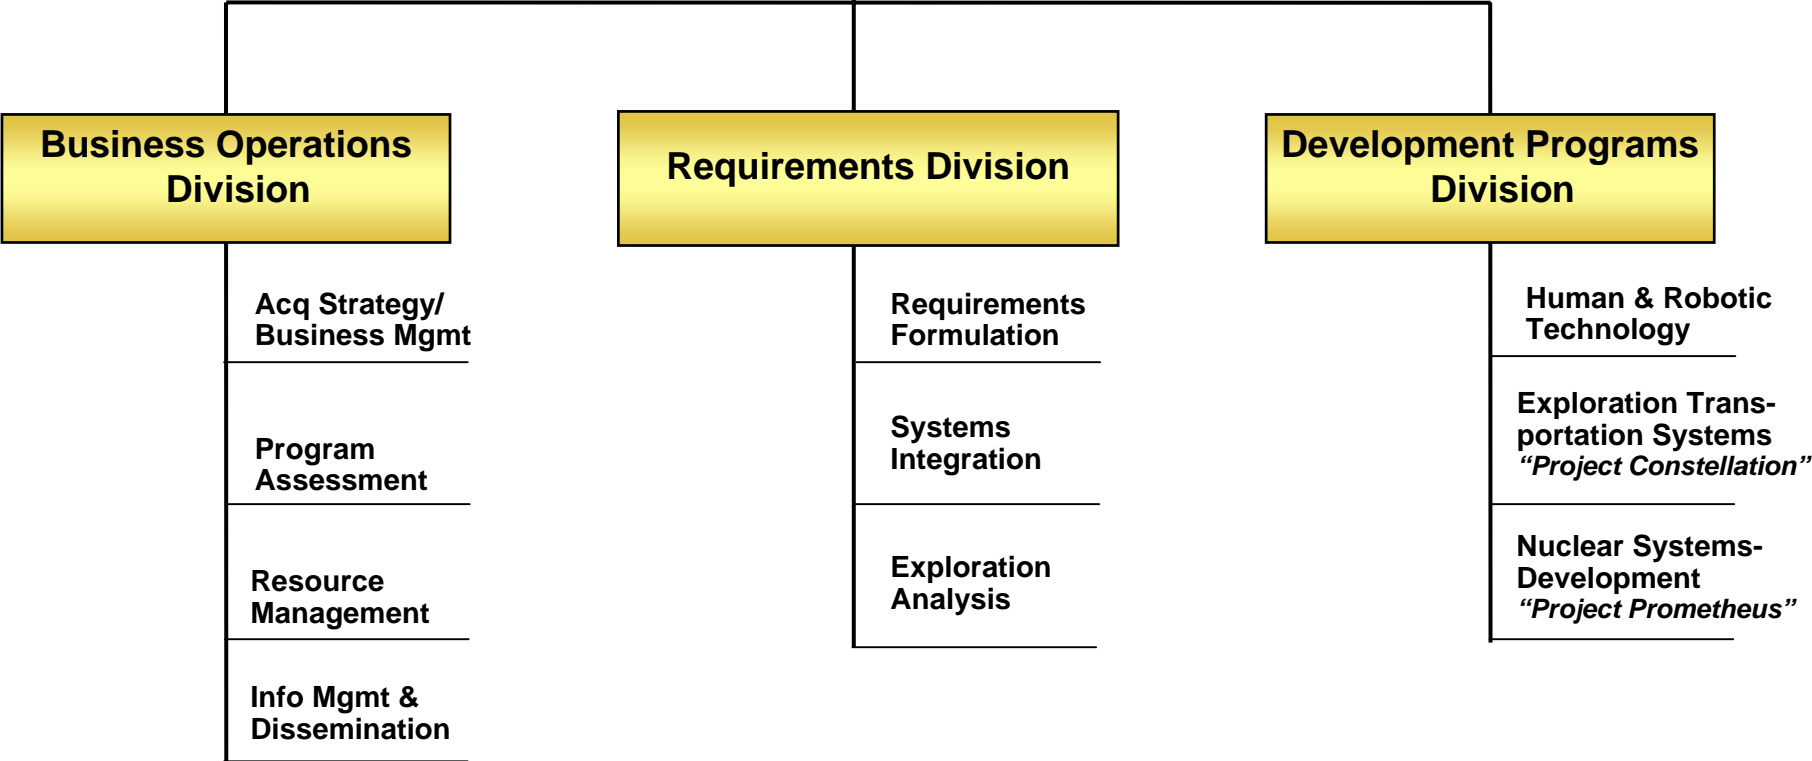 Business Operations
Division
Requirements Division
Development Programs
Division
Acq Strategy/
Business Mgmt
Program
Assessment
Resource
Management
Info Mgmt &
Dissemination
Requirements
Formulation
Systems
Integration
Exploration
Analysis
Human & Robotic
Technology
Exploration Trans-
portation Systems
“Project Constellation”
Nuclear Systems-
Development
“Project Prometheus”